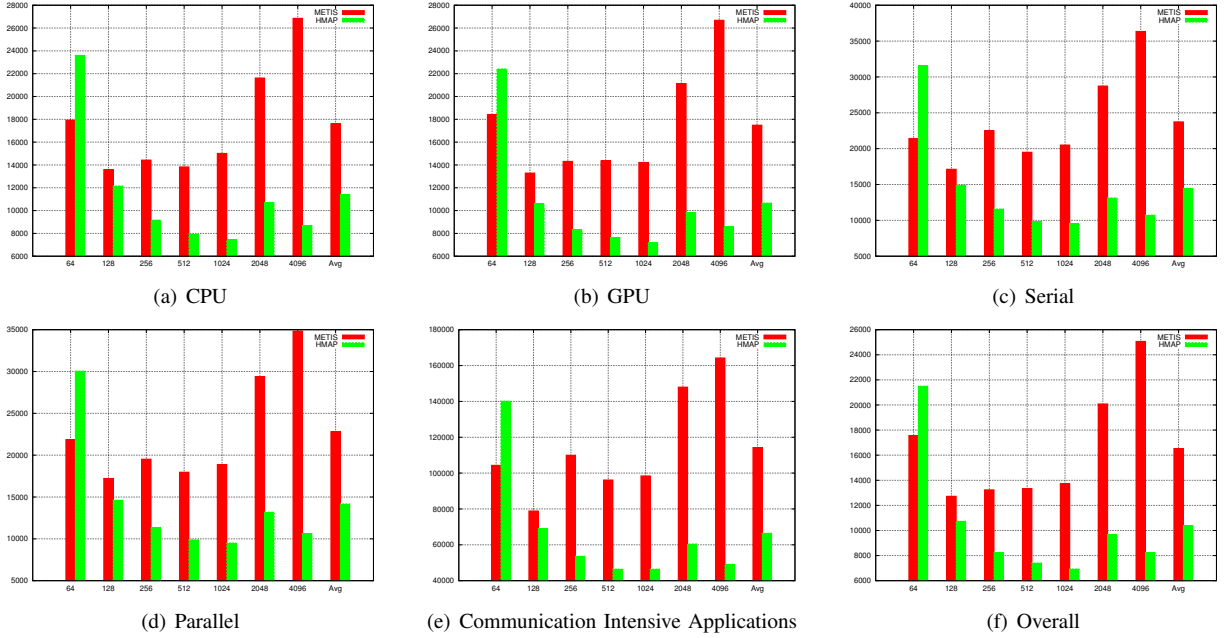 28000
26000
24000
22000
20000
18000
16000
14000
12000
10000
8000
6000
METIS
HMAP
64 128 256 512 1024 2048 4096 Avg
(a) CPU
28000
26000
24000
22000
20000
18000
16000
14000
12000
10000
8000
6000
METIS
HMAP
64 128 256 512 1024 2048 4096 Avg
(b) GPU
40000
35000
30000
25000
20000
15000
10000
5000
METIS
HMAP
64 128 256 512 1024 2048 4096 Avg
(c) Serial
35000
30000
25000
20000
15000
10000
5000
METIS
HMAP
64 128 256 512 1024 2048 4096 Avg
(d) Parallel
180000
160000
140000
120000
100000
80000
60000
40000
METIS
HMAP
64 128 256 512 1024 2048 4096 Avg
(e) Communication Intensive Applications
26000
24000
22000
20000
18000
16000
14000
12000
10000
8000
6000
METIS
HMAP
64 128 256 512 1024 2048 4096 Avg
(f) Overall